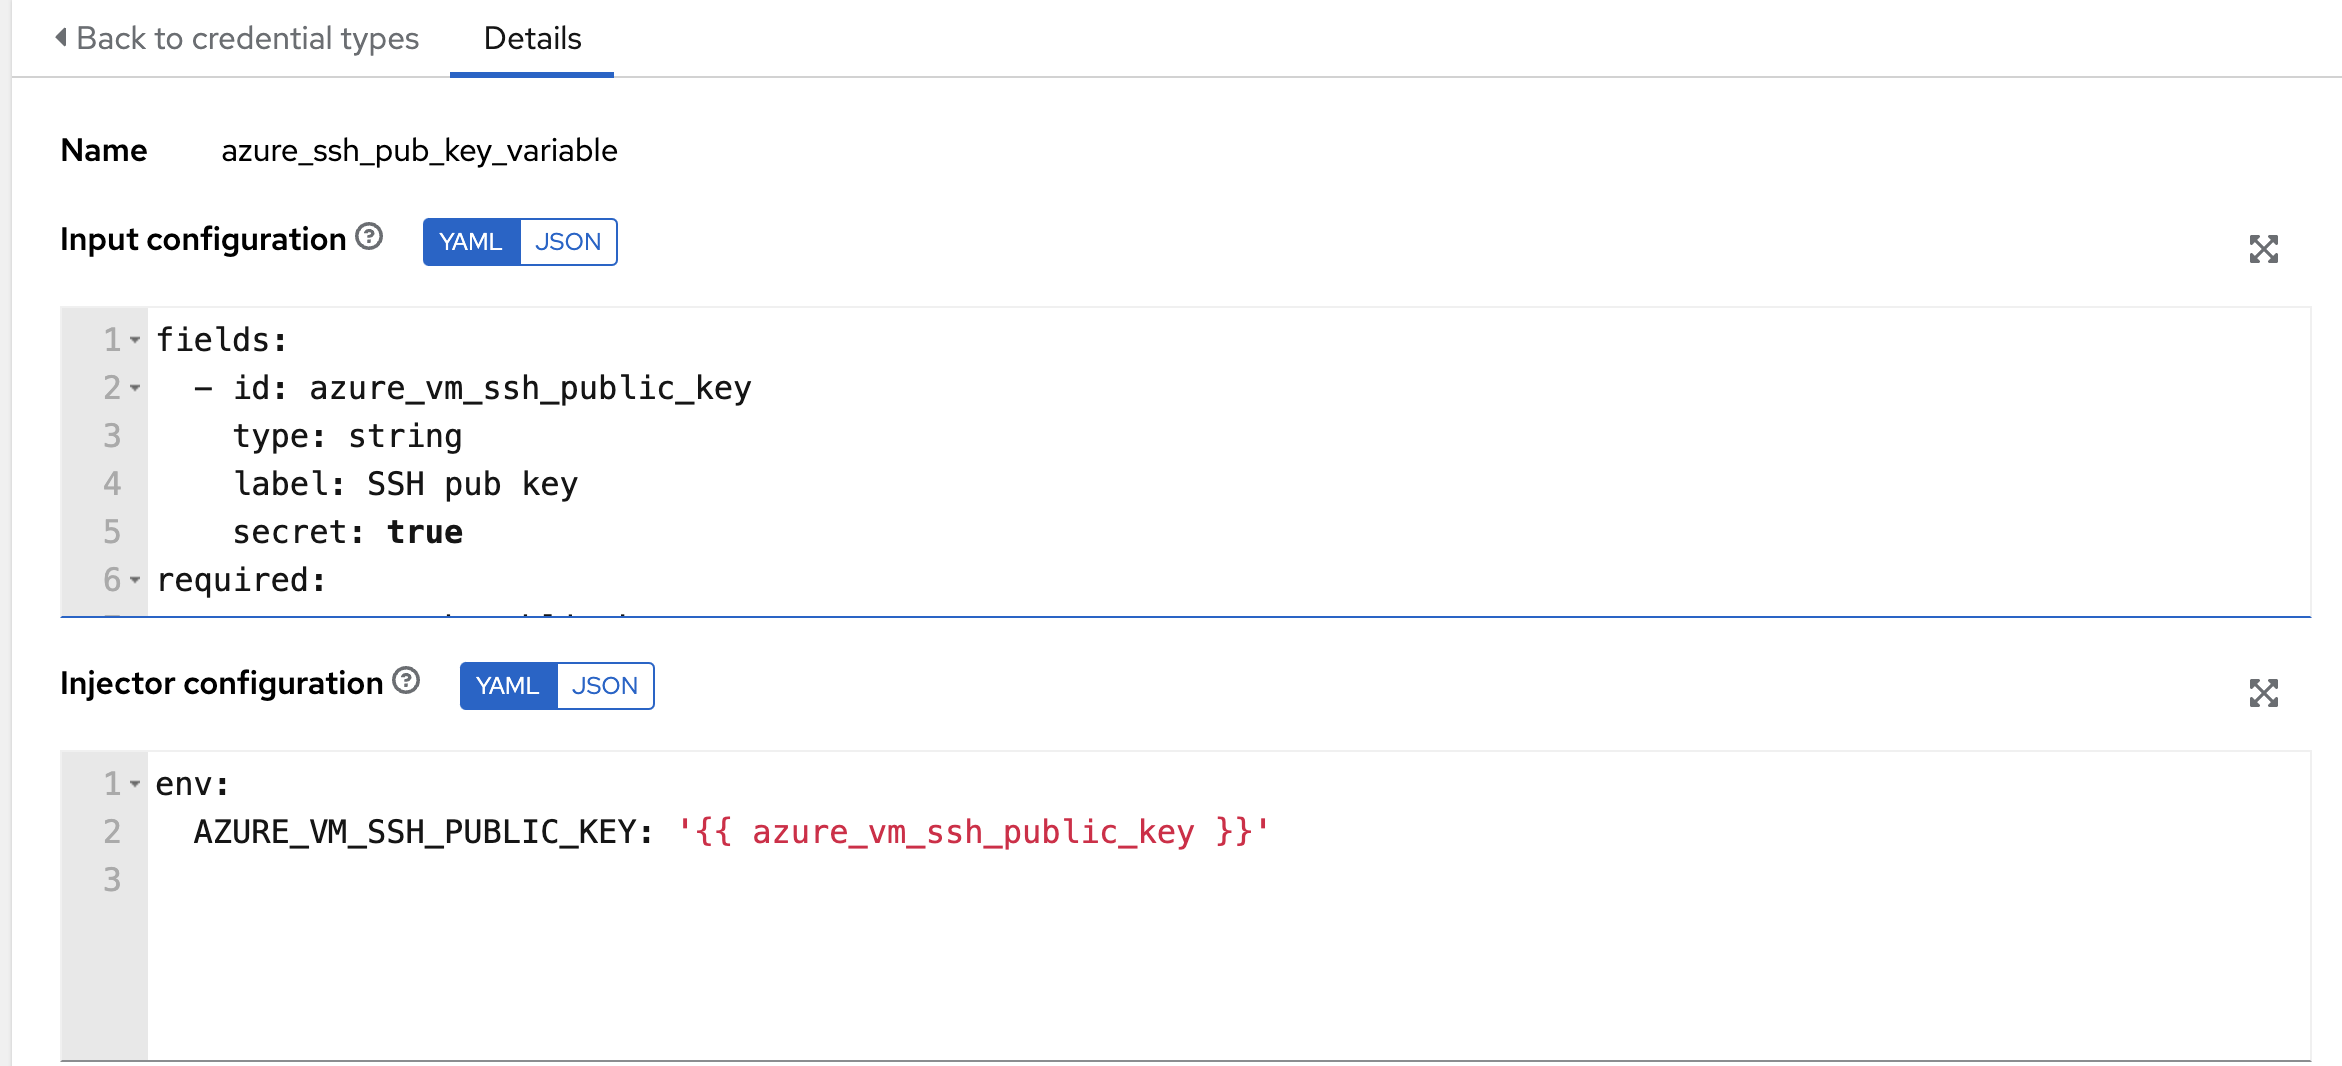 Back to credential types Details
Name azure_ssh_pub_key_variable
Input configuration YAML JSON
1 fields:
2   - id: azure_vm_ssh_public_key
3     type: string
4     label: SSH pub key
5     secret: true
6 required:
Injector configuration YAML JSON
1 env:
2   AZURE_VM_SSH_PUBLIC_KEY: '{{ azure_vm_ssh_public_key }}'
3